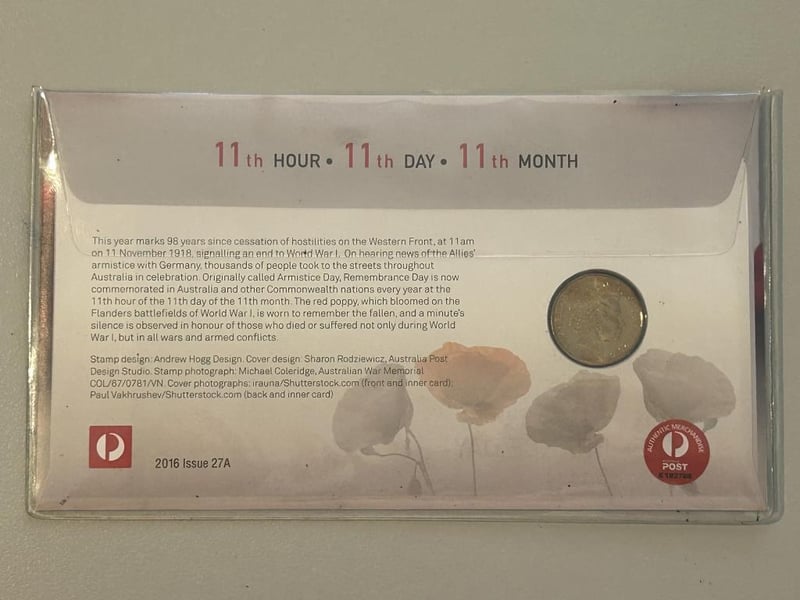 11th HOUR • 11th DAY • 11th MONTH
This year marks 98 years since cessation of hostilities on the Western Front, at 11am
on 11 November 1918, signalling an end to World War I. On hearing news of the Allies'
armistice with Germany, thousands of people took to the streets throughout
Australia in celebration. Originally called Armistice Day, Remembrance Day is now
commemorated in Australia and other Commonwealth nations every year at the
11th hour of the 11th day of the 11th month. The red poppy, which bloomed on the
Flanders battlefields of World War I, is worn to remember the fallen, and a minute's
silence is observed in honour of those who died or suffered not only during World
War I, but in all wars and armed conflicts.
Stamp design: Andrew Hogg Design. Cover design: Sharon Rodziewicz, Australia Post
Design Studio. Stamp photograph: Michael Coleridge, Australian War Memorial
COL/67/0781/VN. Cover photographs: irauna/Shutterstock.com (front and inner card);
Paul Vakhrushev/Shutterstock.com (back and inner card)
2016 Issue 27A
AUTHENTIC MERCHANDISE
POST